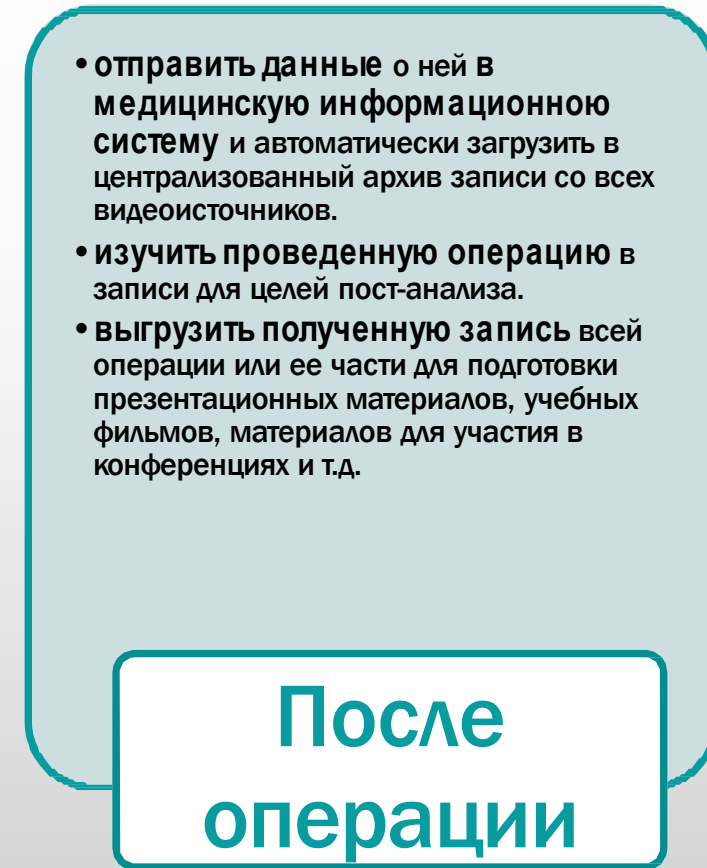 • отправить данные о ней в
медицинскую информационною
систему и автоматически загрузить в
централизованный архив записи со всех
видеоисточников.
• изучить проведенную операцию в
записи для целей пост-анализа.
• выгрузить полученную запись всей
операции или ее части для подготовки
презентационных материалов, учебных
фильмов, материалов для участия в
конференциях и т.д.
После
операции